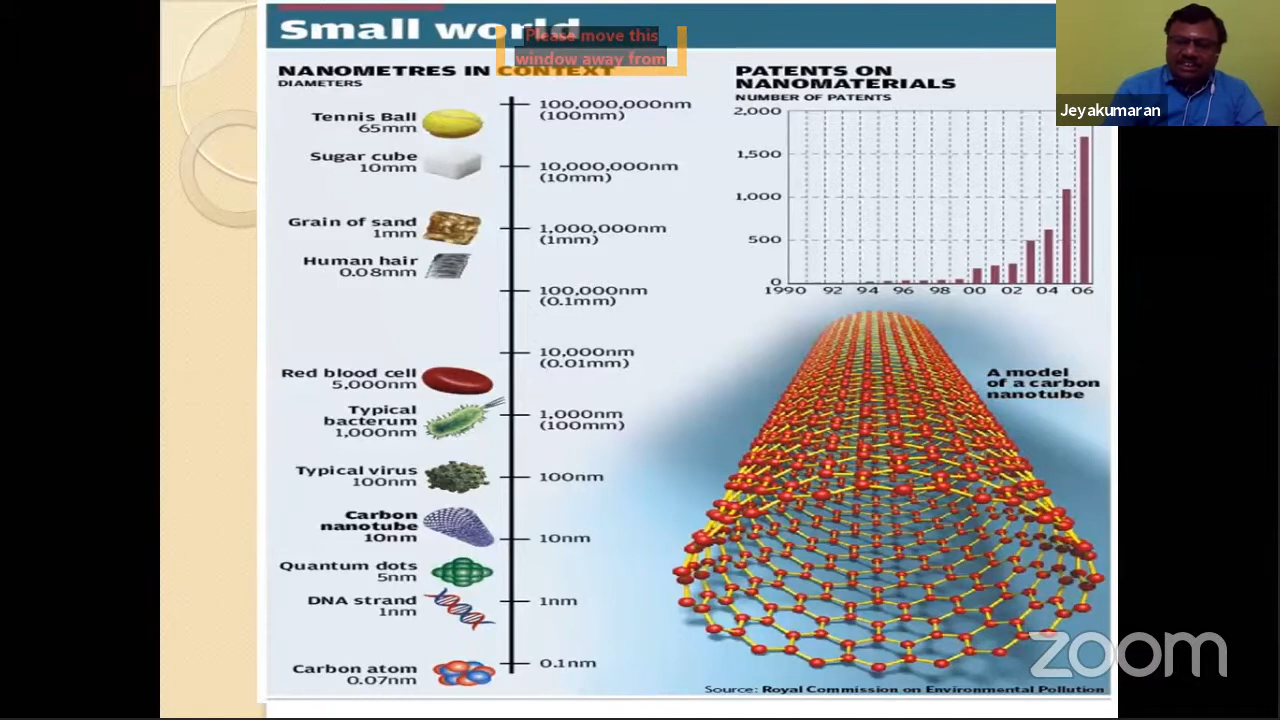 Small world
Please move this
window away from
NANOMETRES IN CONTEXT
DIAMETERS
Tennis Ball
65mm
Sugar cube
10mm
Grain of sand
1mm
Human hair
0.08mm
Red blood cell
5,000nm
Typical
bacterum
1,000nm
Typical virus
100nm
Carbon
nanotube
10nm
Quantum dots
5nm
DNA strand
1nm
Carbon atom
0.07nm
100,000,000nm
(100mm)
10,000,000nm
(10mm)
1,000,000nm
(1mm)
100,000nm
(0.1mm)
10,000nm
(0.01mm)
1,000nm
(100mm)
100nm
10nm
1nm
0.1nm
PATENTS ON
NANOMATERIALS
NUMBER OF PATENTS
2,000
1,500
1,000
500
0
1990 92 94 96 98 00 02 04 06
A model
of a carbon
nanotube
Source: Royal Commission on Environmental Pollution
Jeyakumaran
zoom